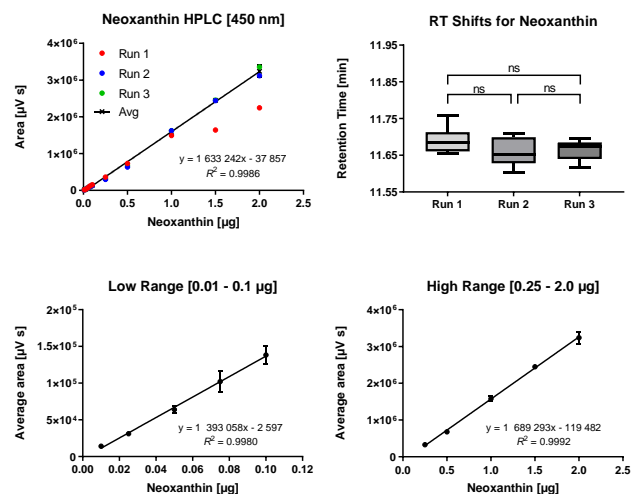 Neoxanthin HPLC [450 nm]
Area [µV s]
4×10⁶
3×10⁶
2×10⁶
1×10⁶
0
Run 1
Run 2
Run 3
Avg
y = 1 633 242x - 37 857
R² = 0.9986
0.0 0.5 1.0 1.5 2.0 2.5
Neoxanthin [µg]
RT Shifts for Neoxanthin
Retention Time [min]
11.95
11.85
11.75
11.65
11.55
ns
ns ns
Run 1 Run 2 Run 3
Low Range [0.01 - 0.1 µg]
Average area [µV s]
2×10⁵
2×10⁵
1×10⁵
5×10⁴
0
y = 1 393 058x - 2 597
R² = 0.9980
0.00 0.02 0.04 0.06 0.08 0.10 0.12
Neoxanthin [µg]
High Range [0.25 - 2.0 µg]
Average area [µV s]
4×10⁶
3×10⁶
2×10⁶
1×10⁶
0
y = 1 689 293x - 119 482
R² = 0.9992
0.0 0.5 1.0 1.5 2.0 2.5
Neoxanthin [µg]